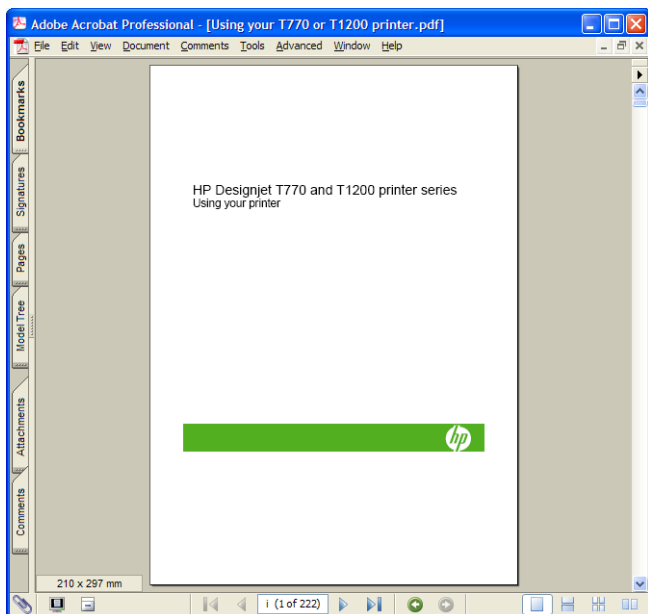 Adobe Acrobat Professional - [Using your T770 or T1200 printer.pdf]
File Edit View Document Comments Tools Advanced Window Help
Bookmarks
Signatures
Pages
Model Tree
Attachments
Comments
HP Designjet T770 and T1200 printer series
Using your printer
hp
210 x 297 mm
i (1 of 222)